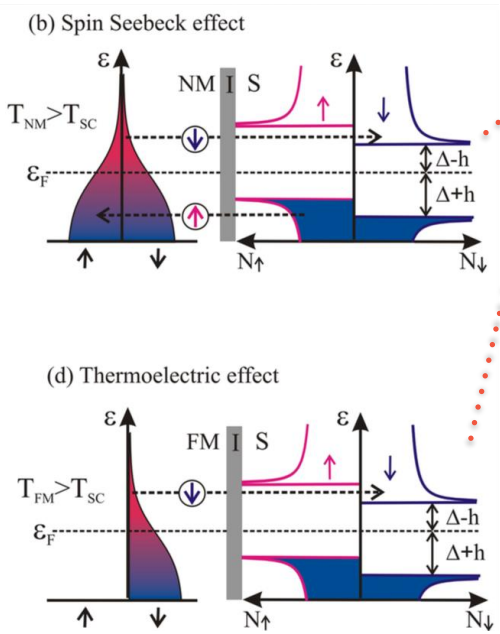 (b) Spin Seebeck effect
ε NM I S ε
T_NM>T_SC
Δ-h
ε_F
Δ+h
N↑ N↓
(d) Thermoelectric effect
ε FM I S ε
T_FM>T_SC
Δ-h
ε_F
Δ+h
N↑ N↓